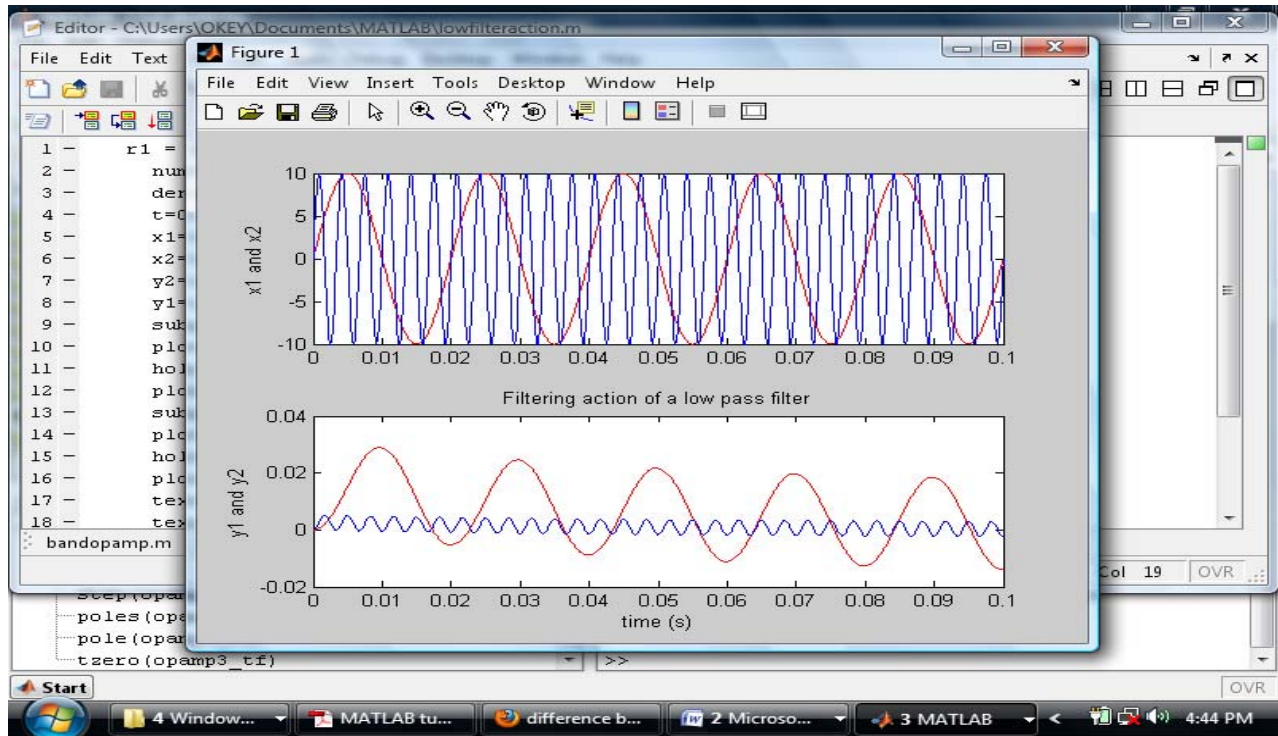 Editor - C:\Users\OKEY\Documents\MATLAB\lowfilteraction.m
File Edit Text
Figure 1
File Edit View Insert Tools Desktop Window Help
1 - r1 =
2 - num
3 - der
4 - t=0
5 - x1=
6 - x2=
7 - y2=
8 - y1=
9 - sub
10 - plo
11 - hol
12 - plo
13 - sub
14 - plo
15 - hol
16 - plo
17 - tex
18 - tex
x1 and x2
10
5
0
-5
-10
0 0.01 0.02 0.03 0.04 0.05 0.06 0.07 0.08 0.09 0.1
Filtering action of a low pass filter
y1 and y2
0.04
0.02
0
-0.02
0 0.01 0.02 0.03 0.04 0.05 0.06 0.07 0.08 0.09 0.1
time (s)
bandopamp.m
Col 19 OVR
step(opam
poles(opa
pole(opam
tzero(opamp3_tf)
>>
Start
OVR
4 Window... MATLAB tu... difference b... 2 Microso... 3 MATLAB < 4:44 PM